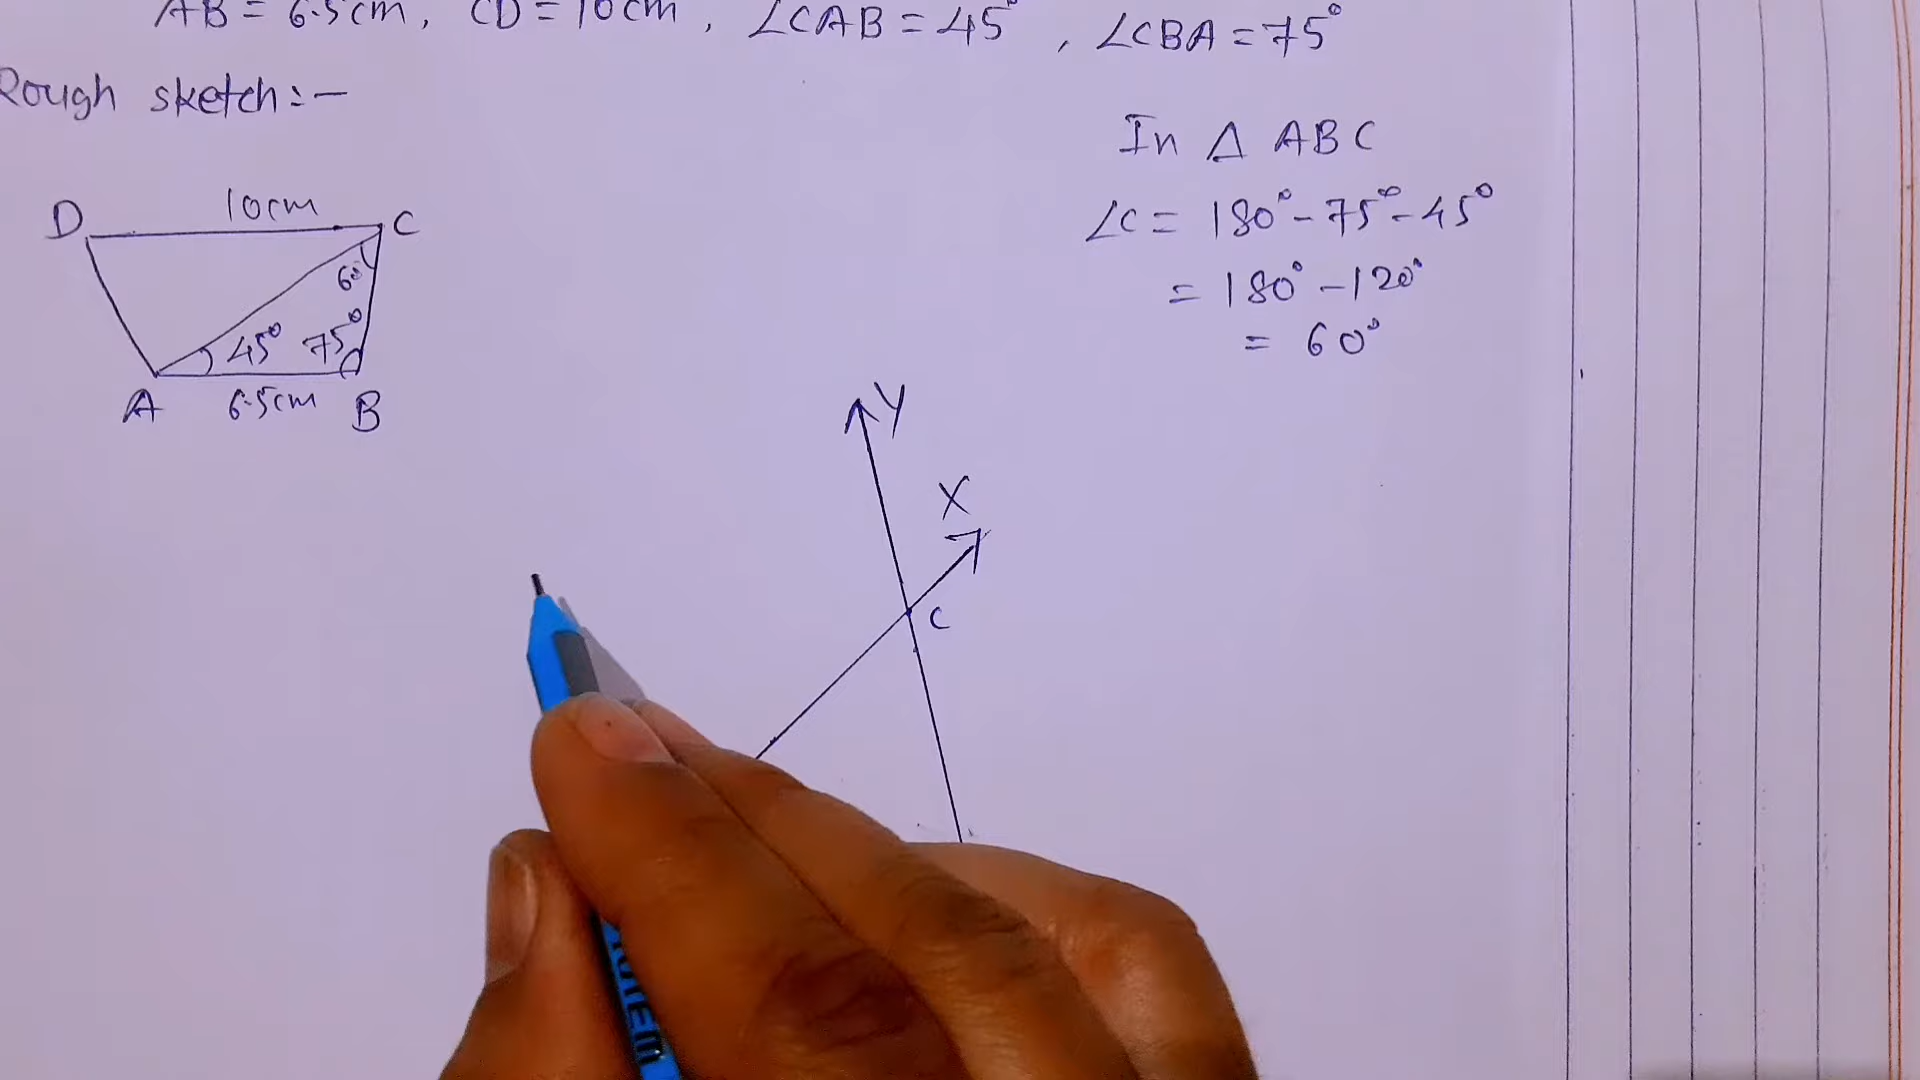 AB = 6.5cm, CD = 10cm, ∠CAB = 45°, ∠CBA = 75°
Rough sketch:-
In Δ ABC
∠C = 180° - 75° - 45°
= 180° - 120°
= 60°
10cm
D
C
60
45°
75°
A
6.5cm
B
Y
X
C